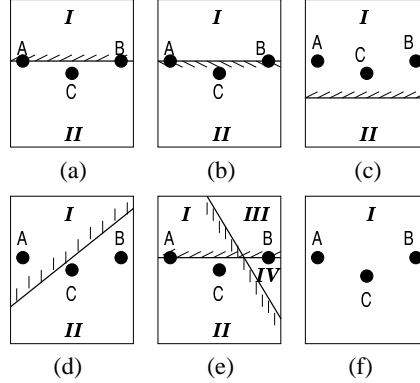 I I I
A B A B A C B
C C
II II II
(a) (b) (c)
I I III I
A B A B A B
C C IV C
II II
(d) (e) (f)